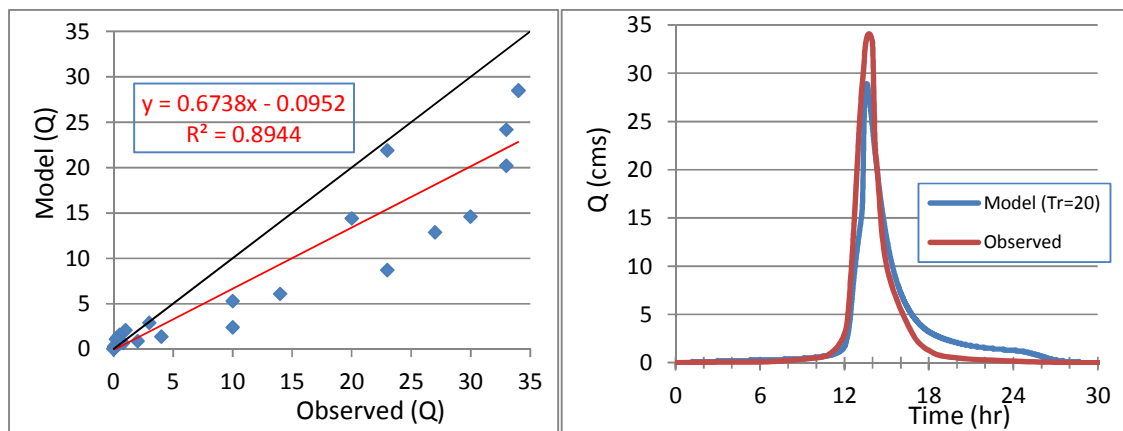 35
30
25
20
15
10
5
0
Model (Q)
y = 0.6738x - 0.0952
R² = 0.8944
0 5 10 15 20 25 30 35
Observed (Q)
35
30
25
20
15
10
5
0
Q (cms)
Model (Tr=20)
Observed
0 6 12 18 24 30
Time (hr)